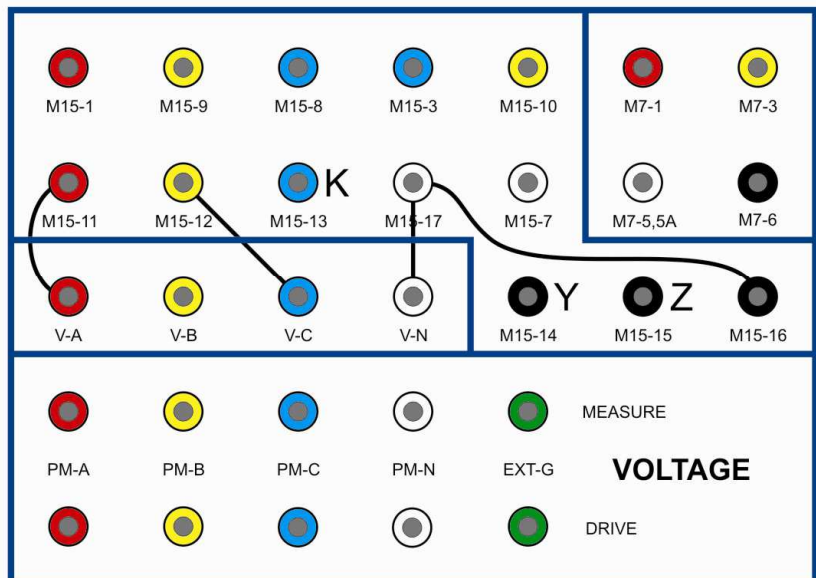 M15-1 M15-9 M15-8 M15-3 M15-10 M7-1 M7-3
K
M15-11 M15-12 M15-13 M15-17 M15-7 M7-5,5A M7-6
Y Z
V-A V-B V-C V-N M15-14 M15-15 M15-16
MEASURE
PM-A PM-B PM-C PM-N EXT-G VOLTAGE
DRIVE